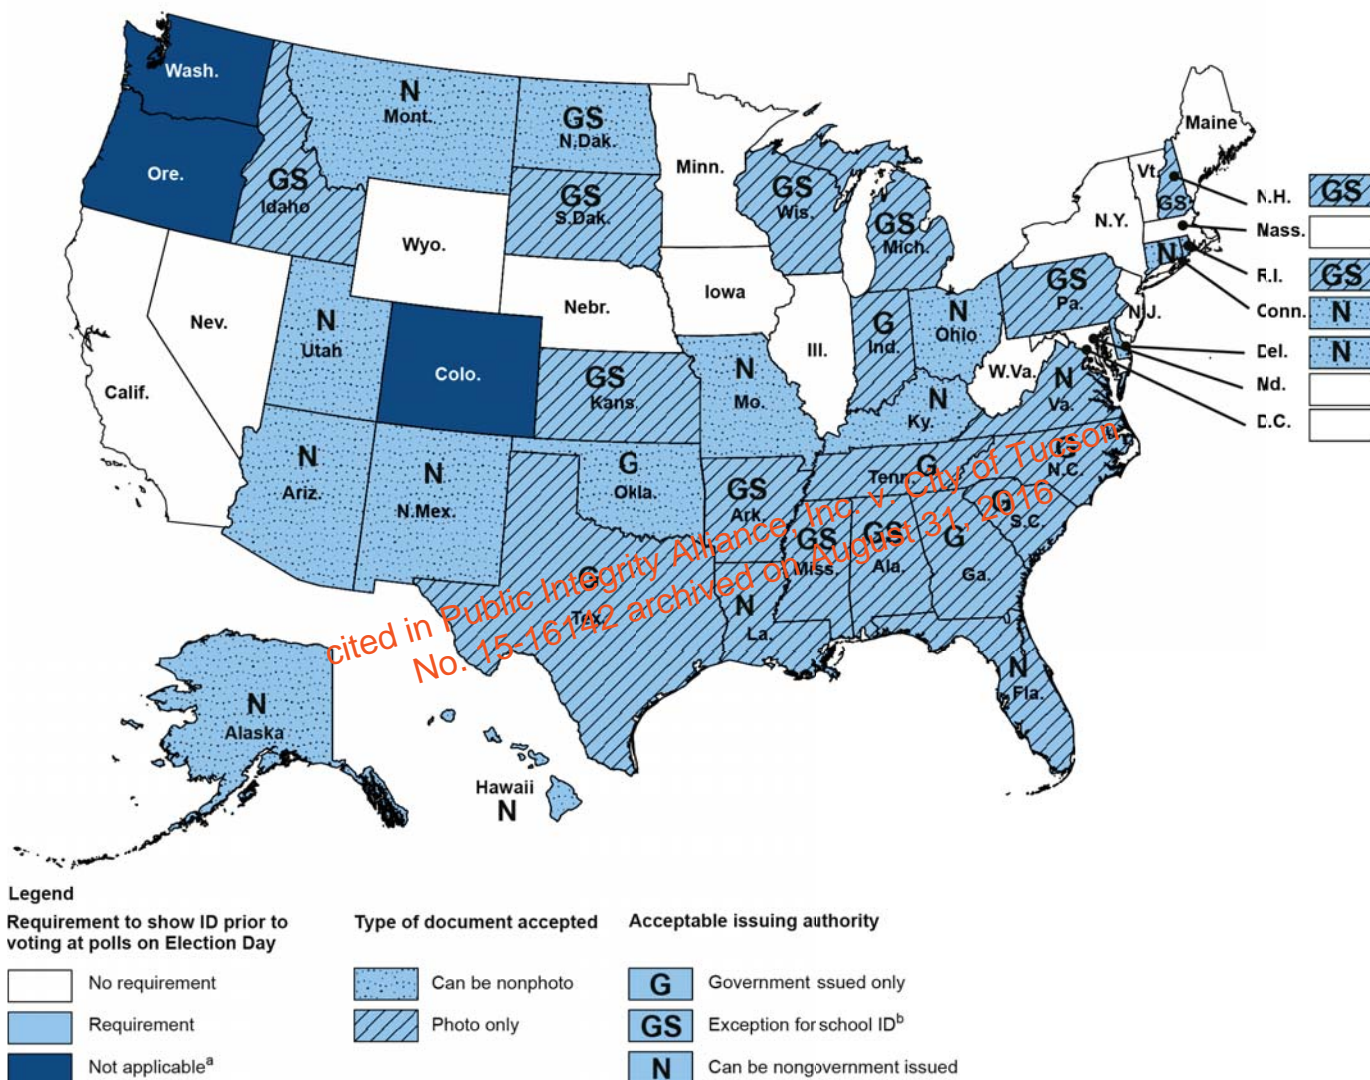 Wash.
N
Mont.
GS
N.Dak.
Minn.
Maine
Ore.
GS
Idaho
GS
S.Dak.
GS
Wis.
GS
Mich.
Vt.
GS
N.H.
GS
N.Y.
Mass.
Wyo.
N
R.I.
GS
Nev.
Nebr.
Iowa
GS
Pa.
N.J.
Conn.
N
N
Utah
Ill.
G
Ind.
N
Ohio
Del.
N
Calif.
Colo.
GS
Kans.
N
Mo.
W.Va.
N
Va.
Md.
N
Ky.
D.C.
N
Ariz.
N
N.Mex.
G
Okla.
GS
Ark.
Tenn.
G
N.C.
G
S.C.
G
Tex.
GS
Miss.
GS
Ala.
G
Ga.
N
La.
N
Fla.
cited in Public Integrity Alliance, Inc. v. City of Tucson
No. 15-16142 archived on August 31, 2016
N
Alaska
Hawaii
N
Legend
Requirement to show ID prior to
voting at polls on Election Day
No requirement
Requirement
Not applicable<sup>a</sup>
Type of document accepted
Can be nonphoto
Photo only
Acceptable issuing authority
G Government issued only
GS Exception for school ID<sup>b</sup>
N Can be nongovernment issued